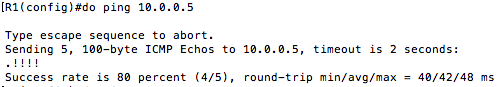 [R1(config)#do ping 10.0.0.5
Type escape sequence to abort.
Sending 5, 100-byte ICMP Echos to 10.0.0.5, timeout is 2 seconds:
.!!!!
Success rate is 80 percent (4/5), round-trip min/avg/max = 40/42/48 ms